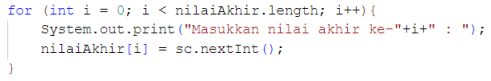 for (int i = 0; i < nilaiAkhir.length; i++){
System.out.print("Masukkan nilai akhir ke-"+i+" : ");
nilaiAkhir[i] = sc.nextInt();
}